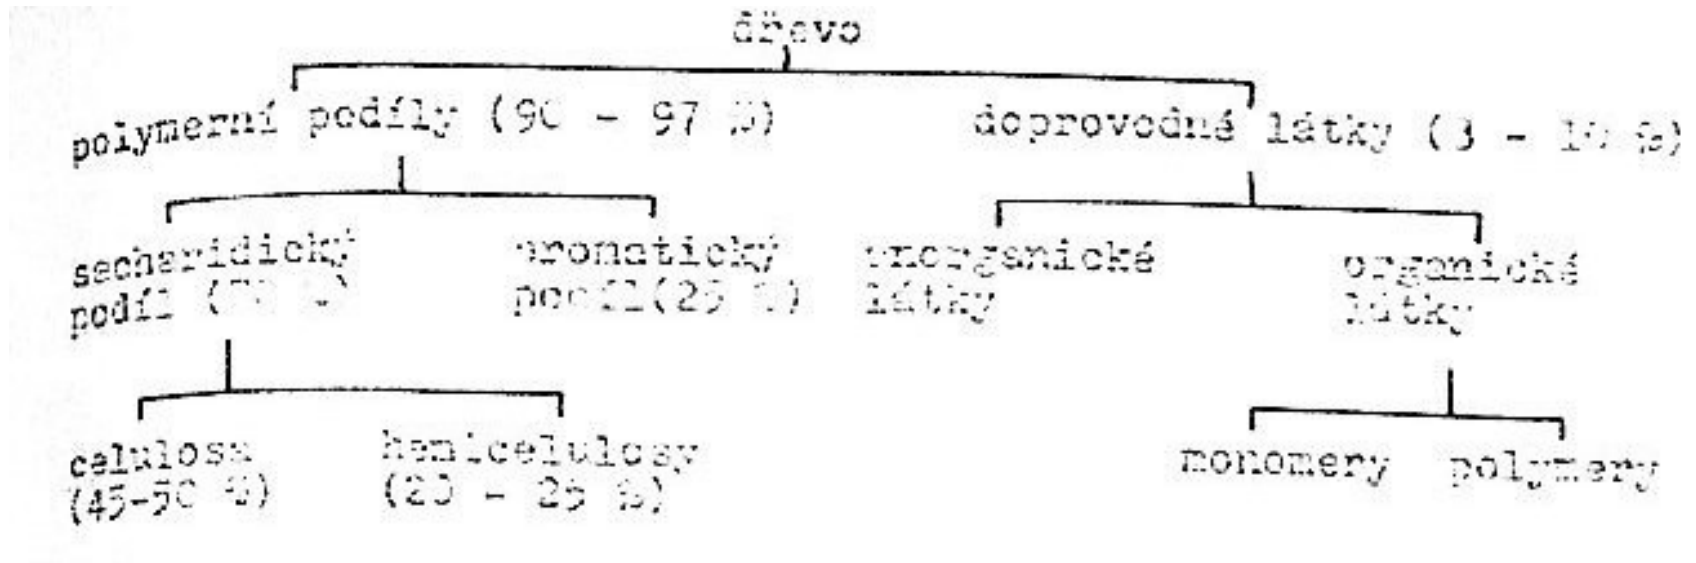 dřevo
polymerní podíly (90 - 97 %) doprovodné látky (3 - 10 %)
sacharidický aromatický anorganické organické
podíl (70 %) podíl(25 %) látky látky
celulosa hemicelulosy monomery polymery
(45-50 %) (20 - 25 %)